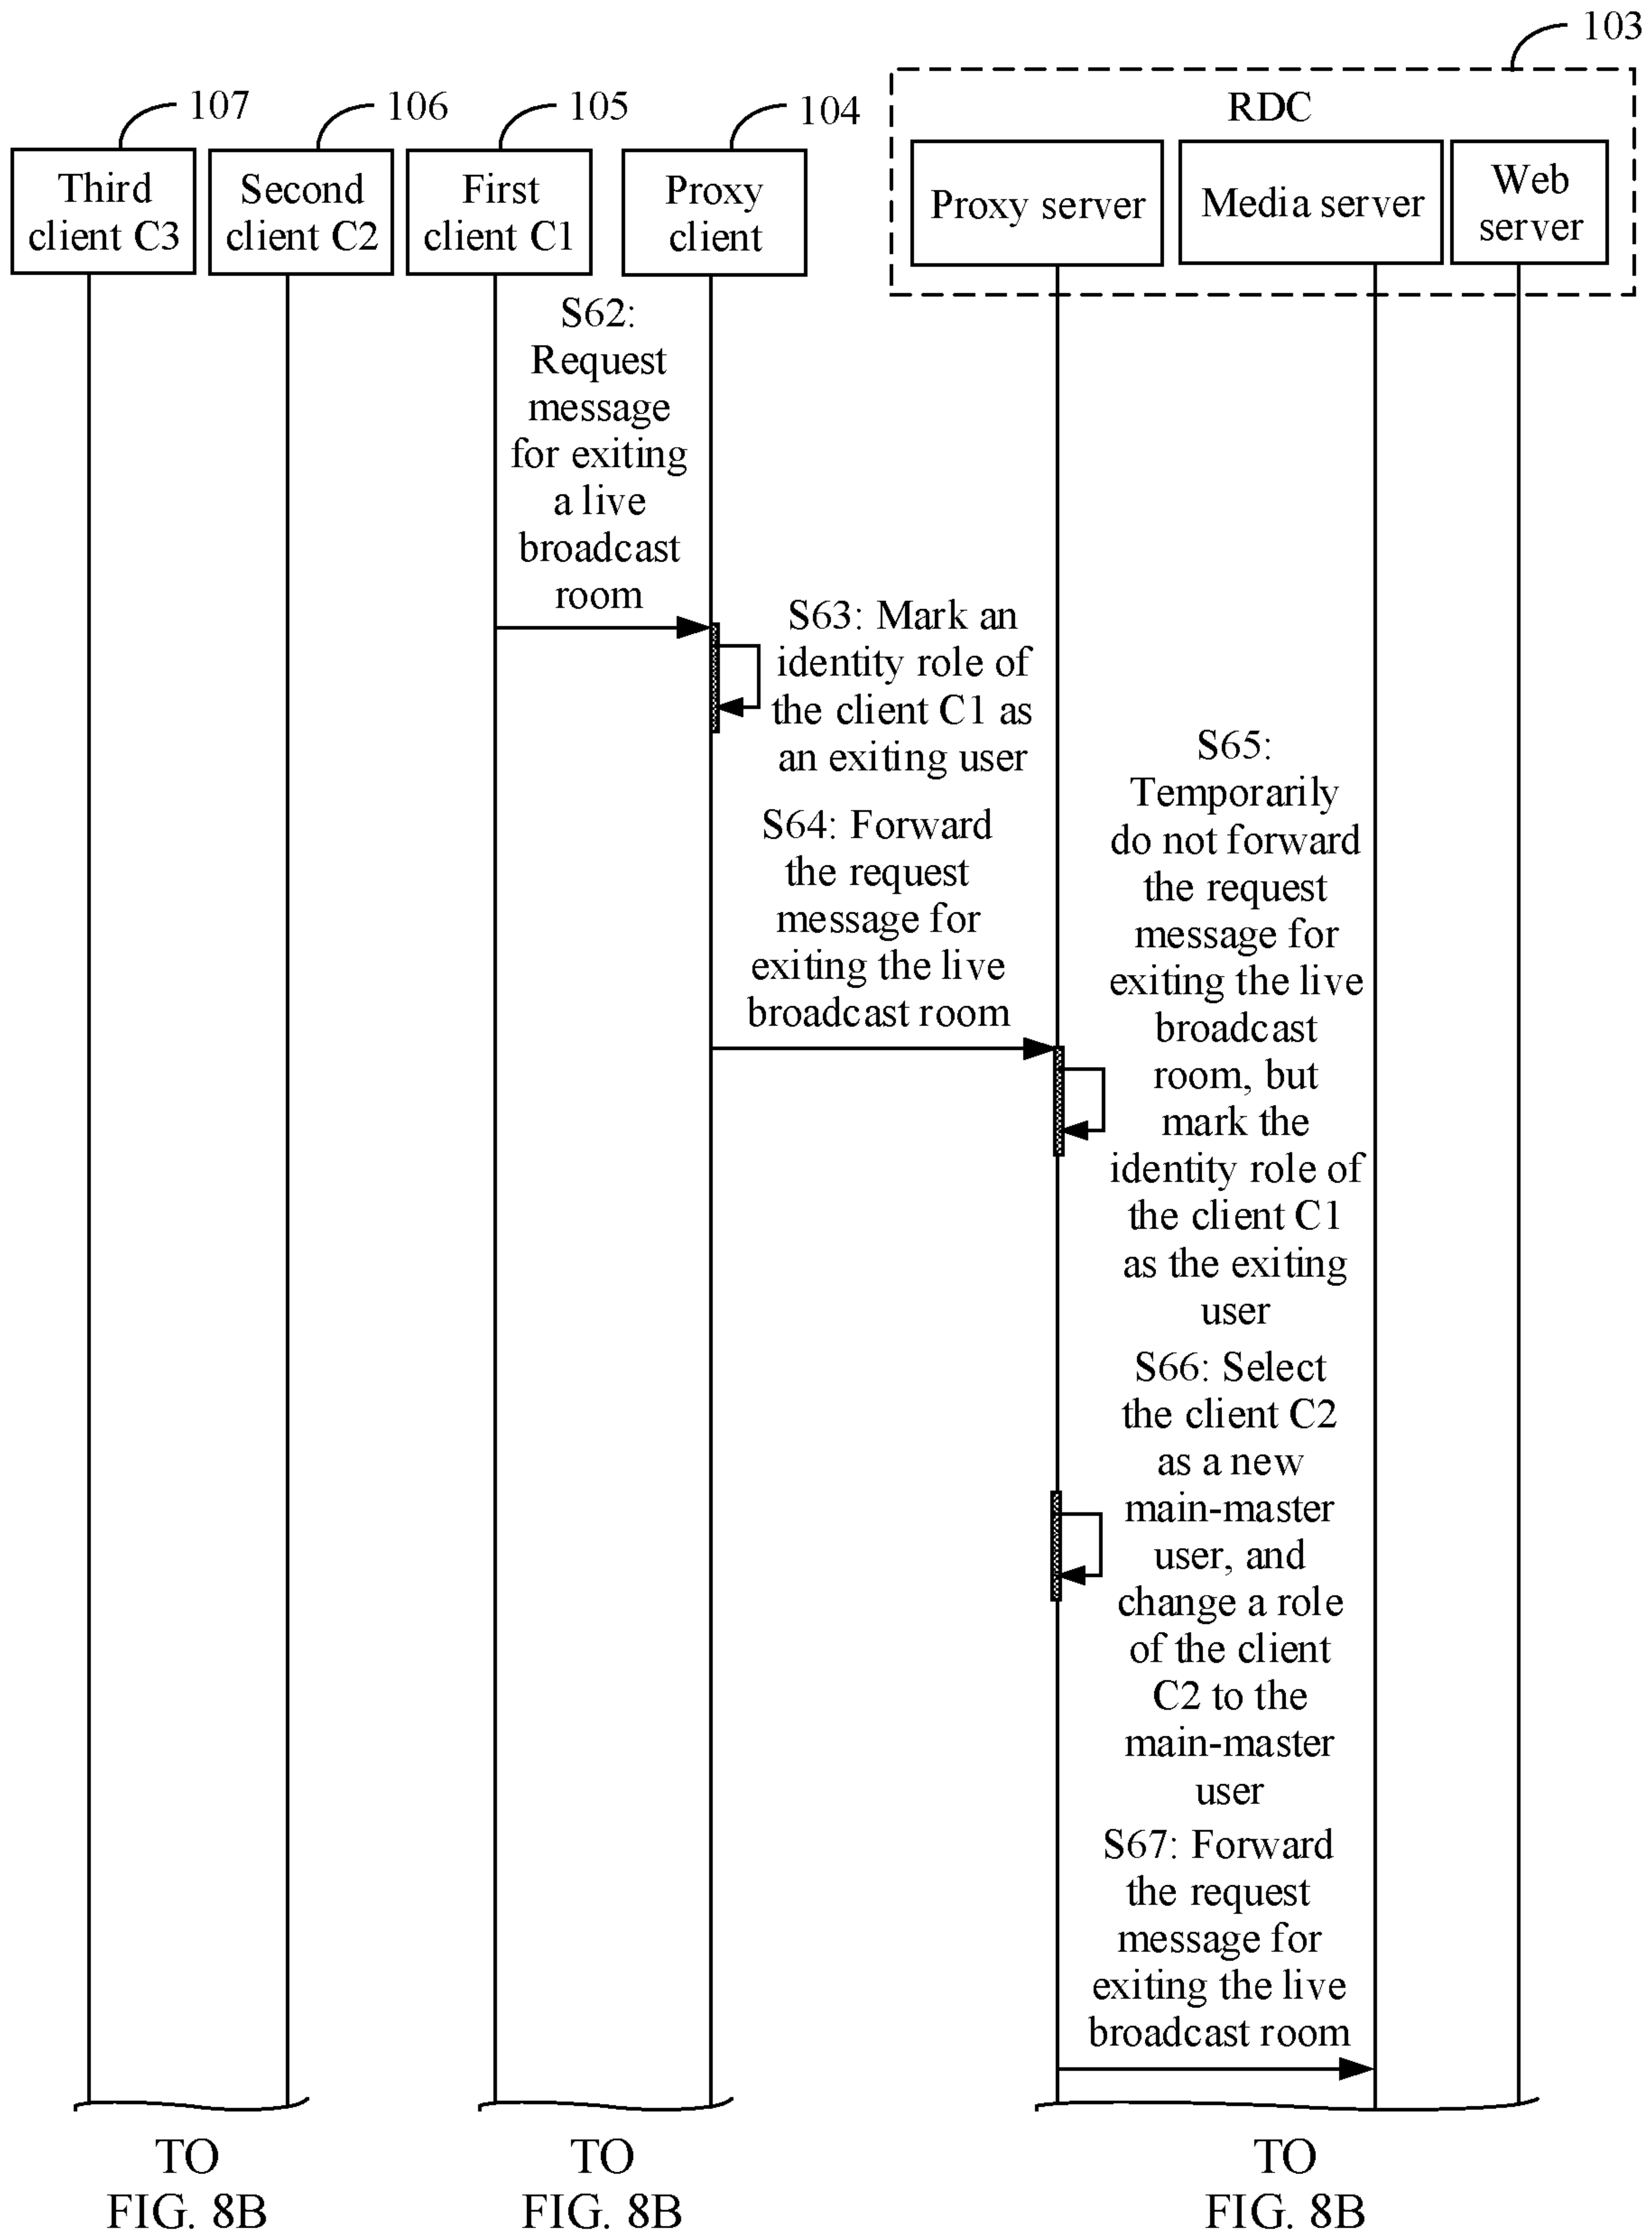 103
107
106
105
104
RDC
Third
client C3
Second
client C2
First
client C1
Proxy
client
Proxy server
Media server
Web
server
S62:
Request
message
for exiting
a live
broadcast
room
S63: Mark an
identity role of
the client C1 as
an exiting user
S64: Forward
the request
message for
exiting the live
broadcast room
S65:
Temporarily
do not forward
the request
message for
exiting the live
broadcast
room, but
mark the
identity role of
the client C1
as the exiting
user
S66: Select
the client C2
as a new
main-master
user, and
change a role
of the client
C2 to the
main-master
user
S67: Forward
the request
message for
exiting the live
broadcast room
TO
FIG. 8B
TO
FIG. 8B
TO
FIG. 8B